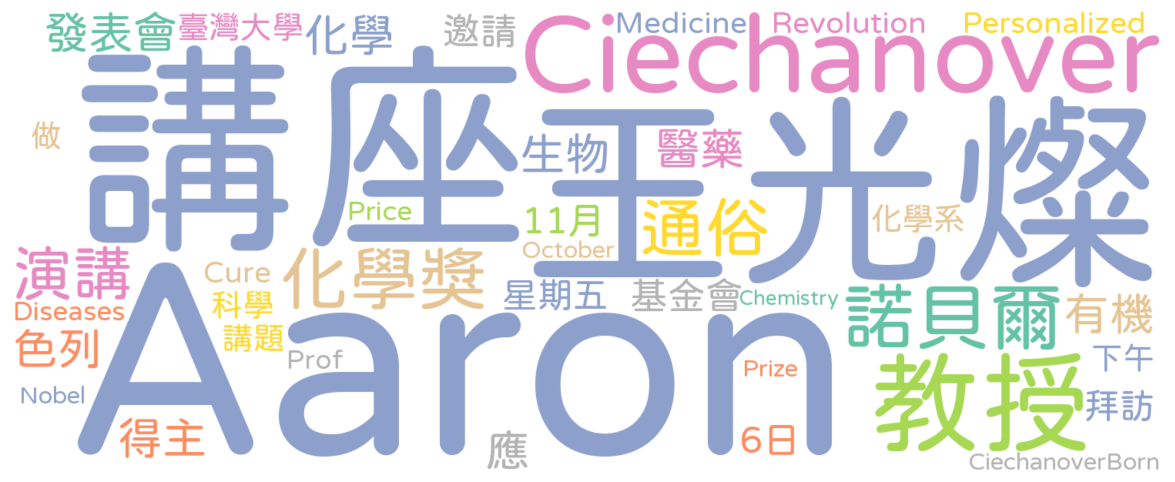 發表會
臺灣大學
化學
邀請
Medicine
Revolution
Personalized
Ciechanover
講座
王光燦
做
生物
醫藥
Price
11月
通俗
化學系
October
演講
Cure
化學獎
星期五
基金會
Chemistry
諾貝爾
有機
Diseases
科學
講題
色列
Prof
Aaron
Prize
教授
下午
Nobel
拜訪
得主
應
6日
CiechanoverBorn